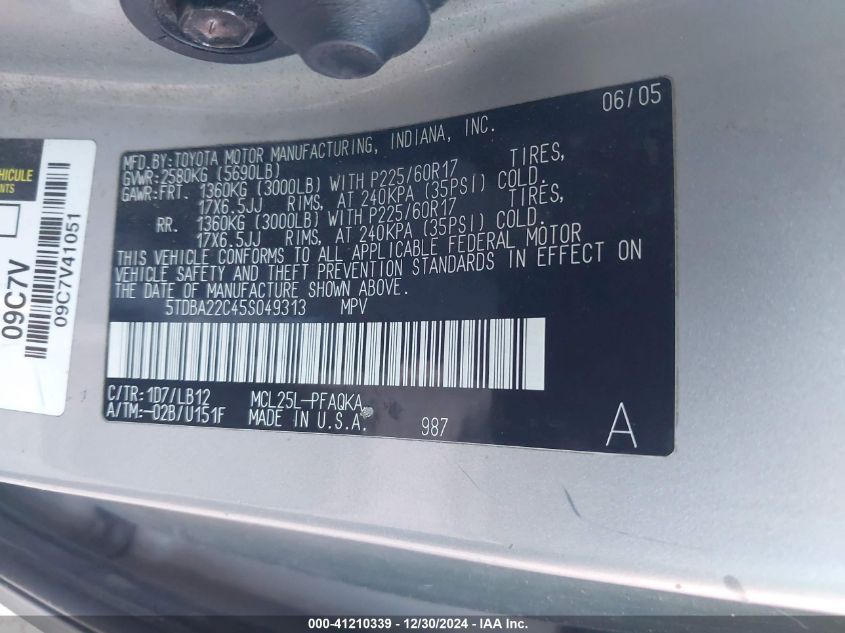 06/05
MFD.BY:TOYOTA MOTOR MANUFACTURING, INDIANA, INC.
GVWR:2580KG (5690LB)
GAWR:FRT. 1360KG (3000LB) WITH P225/60R17 TIRES,
17X6.5JJ RIMS, AT 240KPA (35PSI) COLD.
RR. 1360KG (3000LB) WITH P225/60R17 TIRES,
17X6.5JJ RIMS, AT 240KPA (35PSI) COLD.
THIS VEHICLE CONFORMS TO ALL APPLICABLE FEDERAL MOTOR
VEHICLE SAFETY AND THEFT PREVENTION STANDARDS IN EFFECT ON
THE DATE OF MANUFACTURE SHOWN ABOVE.
5TDBA22C45S049313 MPV
C/TR:1D7/LB12 MCL25L-PFAQKA
A/TM:-02B/U151F MADE IN U.S.A. 987
A
09C7V
09C7V41051
000-41210339 - 12/30/2024 - IAA Inc.